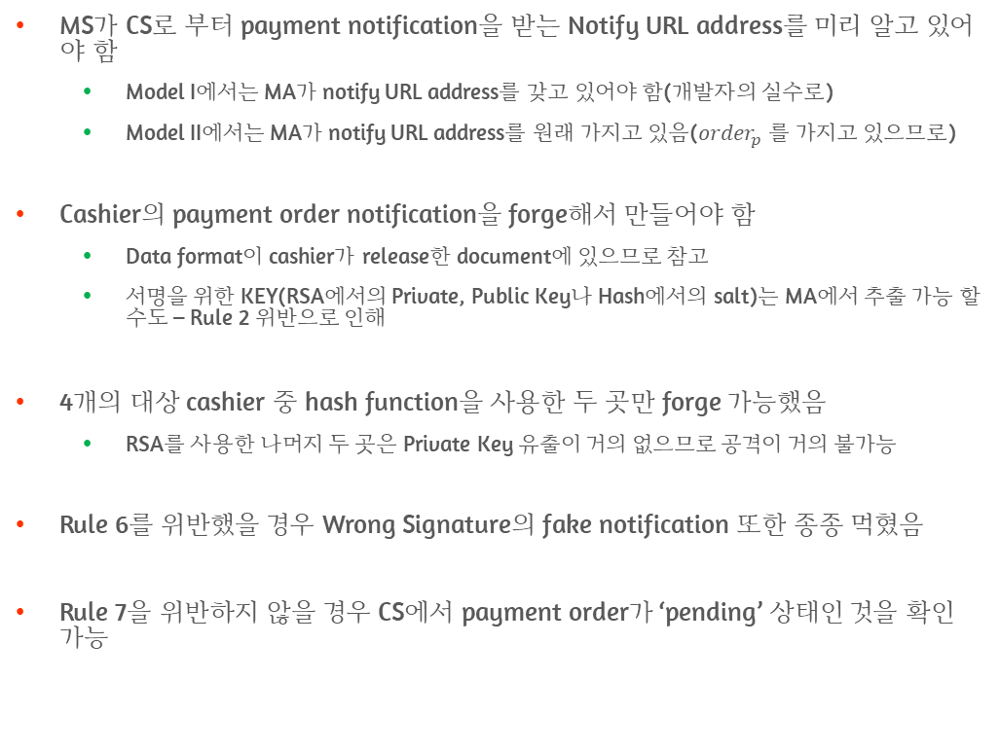 • MS가 CS로 부터 payment notification을 받는 Notify URL address를 미리 알고 있어
야 함
• Model I에서는 MA가 notify URL address를 갖고 있어야 함(개발자의 실수로)
• Model II에서는 MA가 notify URL address를 원래 가지고 있음(order_p 를 가지고 있으므로)
• Cashier의 payment order notification을 forge해서 만들어야 함
• Data format이 cashier가 release한 document에 있으므로 참고
• 서명을 위한 KEY(RSA에서의 Private, Public Key나 Hash에서의 salt)는 MA에서 추출 가능 할
수도 – Rule 2 위반으로 인해
• 4개의 대상 cashier 중 hash function을 사용한 두 곳만 forge 가능했음
• RSA를 사용한 나머지 두 곳은 Private Key 유출이 거의 없으므로 공격이 거의 불가능
• Rule 6를 위반했을 경우 Wrong Signature의 fake notification 또한 종종 먹혔음
• Rule 7을 위반하지 않을 경우 CS에서 payment order가 ‘pending’ 상태인 것을 확인
가능